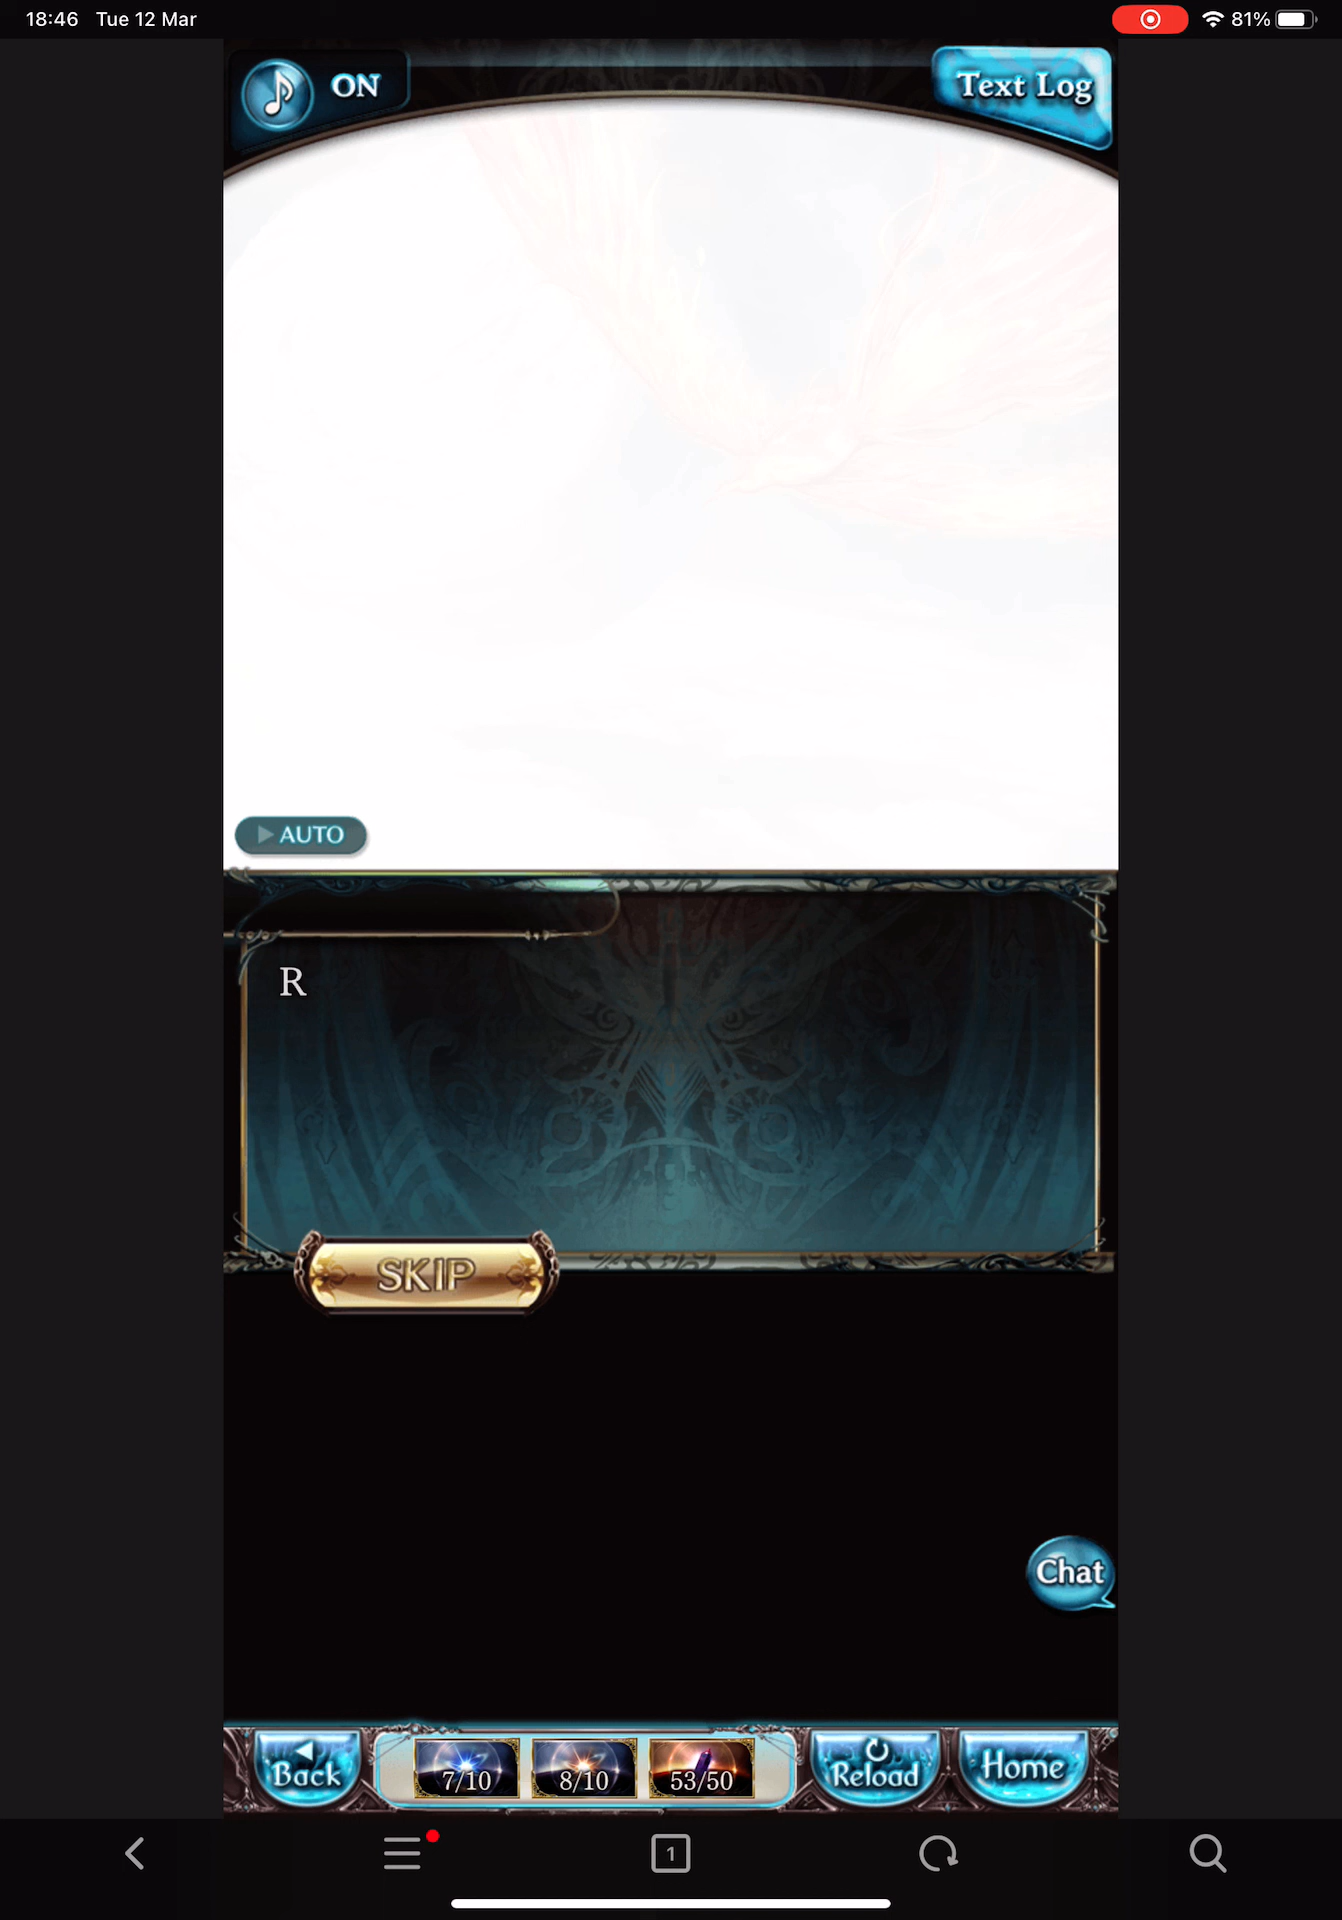 18:46 Tue 12 Mar
81%
ON
Text Log
AUTO
R
SKIP
Chat
Back
7/10
8/10
53/50
Reload
Home
1